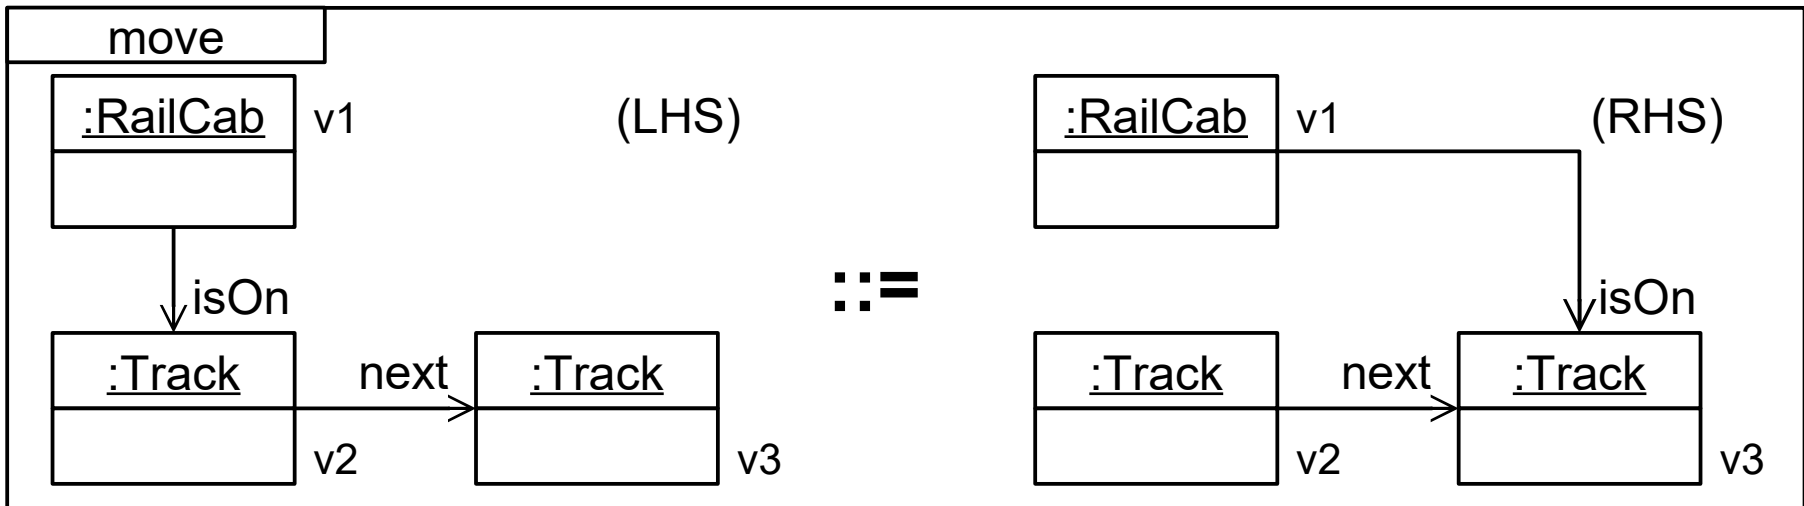 move
:RailCab v1 (LHS) :RailCab v1 (RHS)
::=
isOn isOn
:Track next :Track :Track next :Track
v2 v3 v2 v3